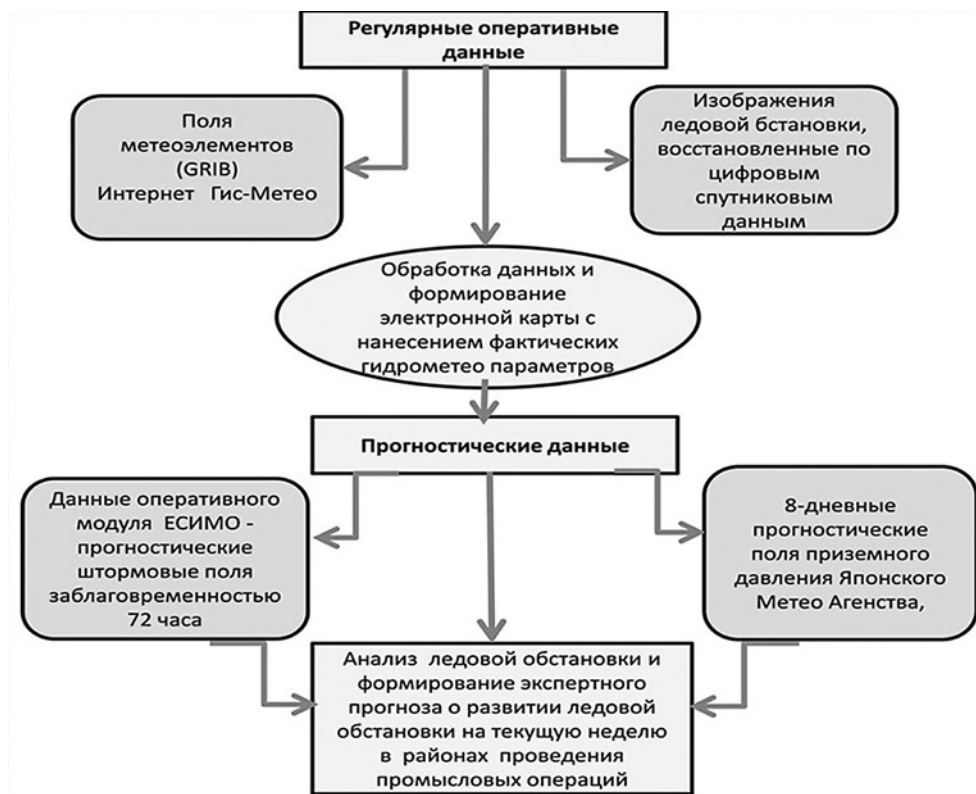 Регулярные оперативные
данные
Поля
метеоэлементов
(GRIB)
Интернет Гис-Метео
Изображения
ледовой бстановки,
восстановленные по
цифровым
спутниковым
данным
Обработка данных и
формирование
электронной карты с
нанесением фактических
гидрометео параметров
Прогностические данные
Данные оперативного
модуля ЕСИМО -
прогностические
штормовые поля
заблаговременностью
72 часа
8-дневные
прогностические
поля приземного
давления Японского
Метео Агенства,
Анализ ледовой обстановки и
формирование экспертного
прогноза о развитии ледовой
обстановки на текущую неделю
в районах проведения
промысловых операций